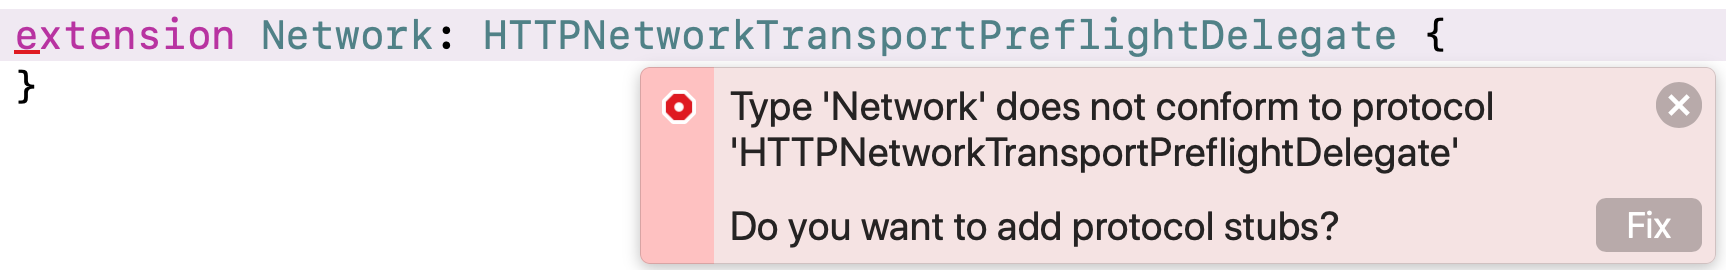 extension Network: HTTPNetworkTransportPreflightDelegate {
}
Type 'Network' does not conform to protocol
'HTTPNetworkTransportPreflightDelegate'
Do you want to add protocol stubs?
Fix